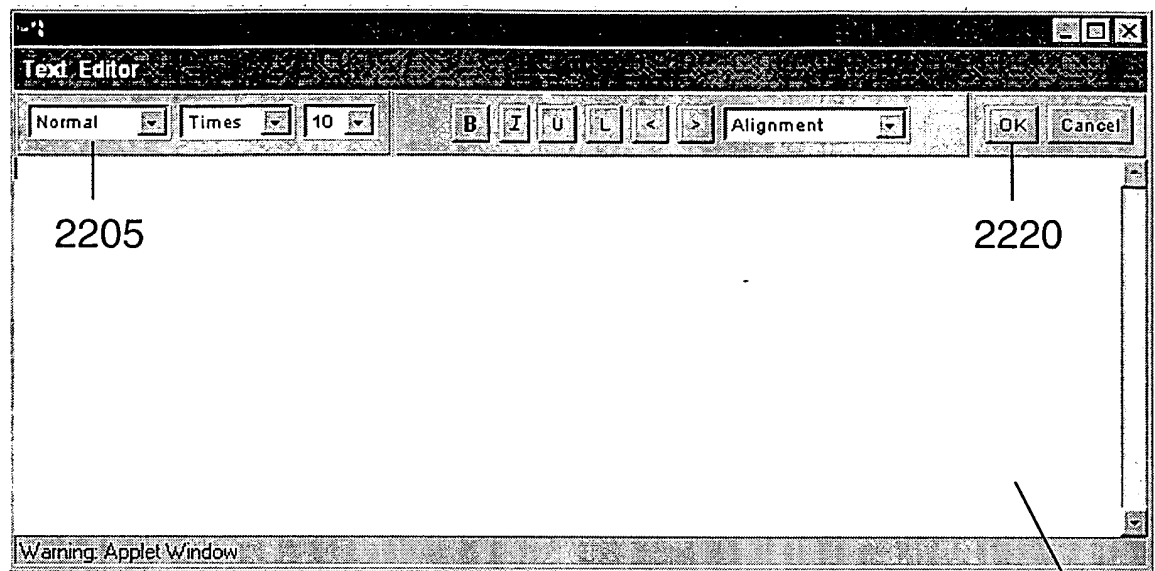 Text Editor
Normal Times 10 B I U L < > Alignment OK Cancel
2205 2220
Warning: Applet Window